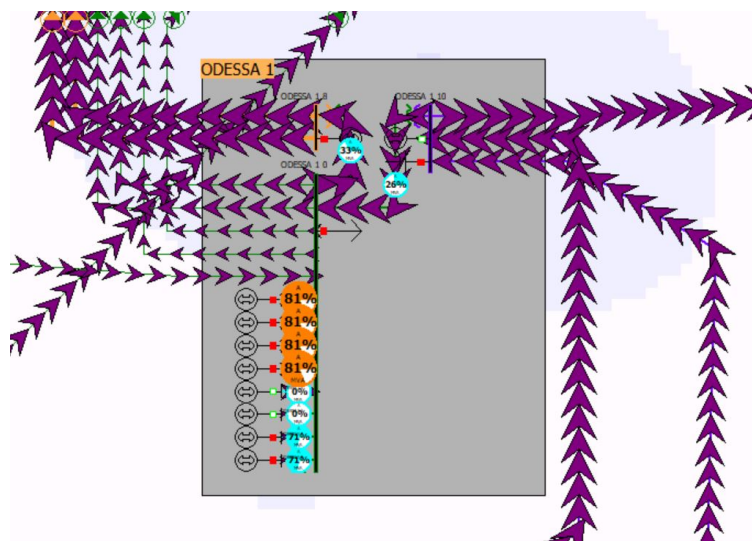 ODESSA 1
ODESSA 1 8
ODESSA 1 10
33%
ODESSA 1 0
26%
A
81%
A
81%
A
81%
A
81%
MVA
0%
0%
71%
71%